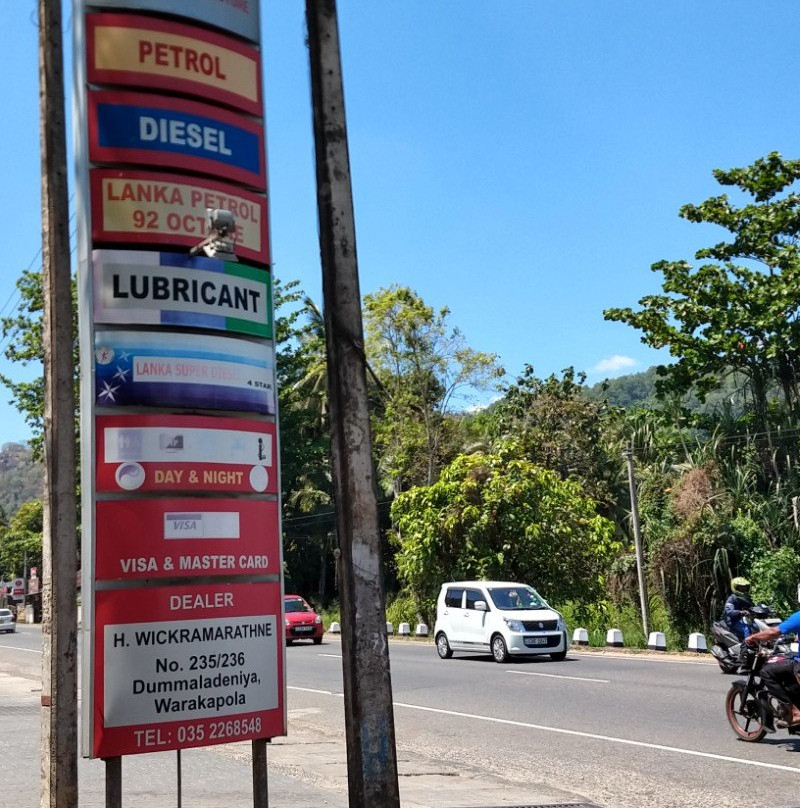 PETROL
DIESEL
LANKA PETROL
92 OCTANE
LUBRICANT
LANKA SUPER DIESEL
4 STAR
DAY & NIGHT
VISA
VISA & MASTER CARD
DEALER
H. WICKRAMARATHNE
No. 235/236
Dummaladeniya,
Warakapola
TEL: 035 2268548